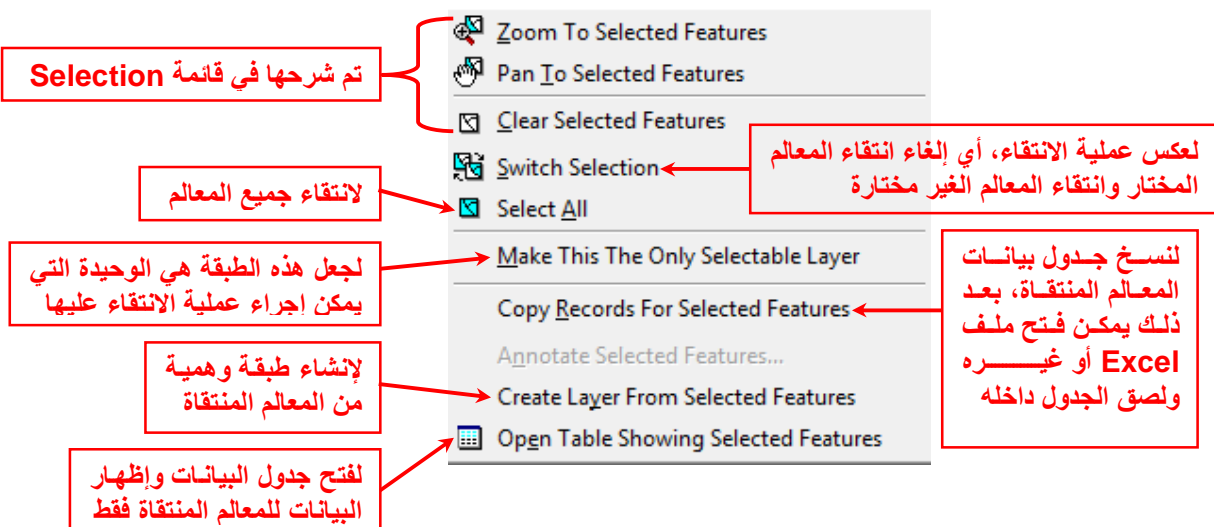 Zoom To Selected Features
تم شرحها في قائمة Selection
Pan To Selected Features
Clear Selected Features
لعكس عملية الانتقاء، أي إلغاء انتقاء المعالم
المختار وانتقاء المعالم الغير مختارة
Switch Selection
لانتقاء جميع المعالم
Select All
لجعل هذه الطبقة هي الوحيدة التي
يمكن إجراء عملية الانتقاء عليها
Make This The Only Selectable Layer
لنسخ جدول بيانات
المعالم المنتقاة، بعد
ذلك يمكن فتح ملف
Excel أو غيره
ولصق الجدول داخله
Copy Records For Selected Features
Annotate Selected Features...
لإنشاء طبقة وهمية
من المعالم المنتقاة
Create Layer From Selected Features
Open Table Showing Selected Features
لفتح جدول البيانات وإظهار
البيانات للمعالم المنتقاة فقط